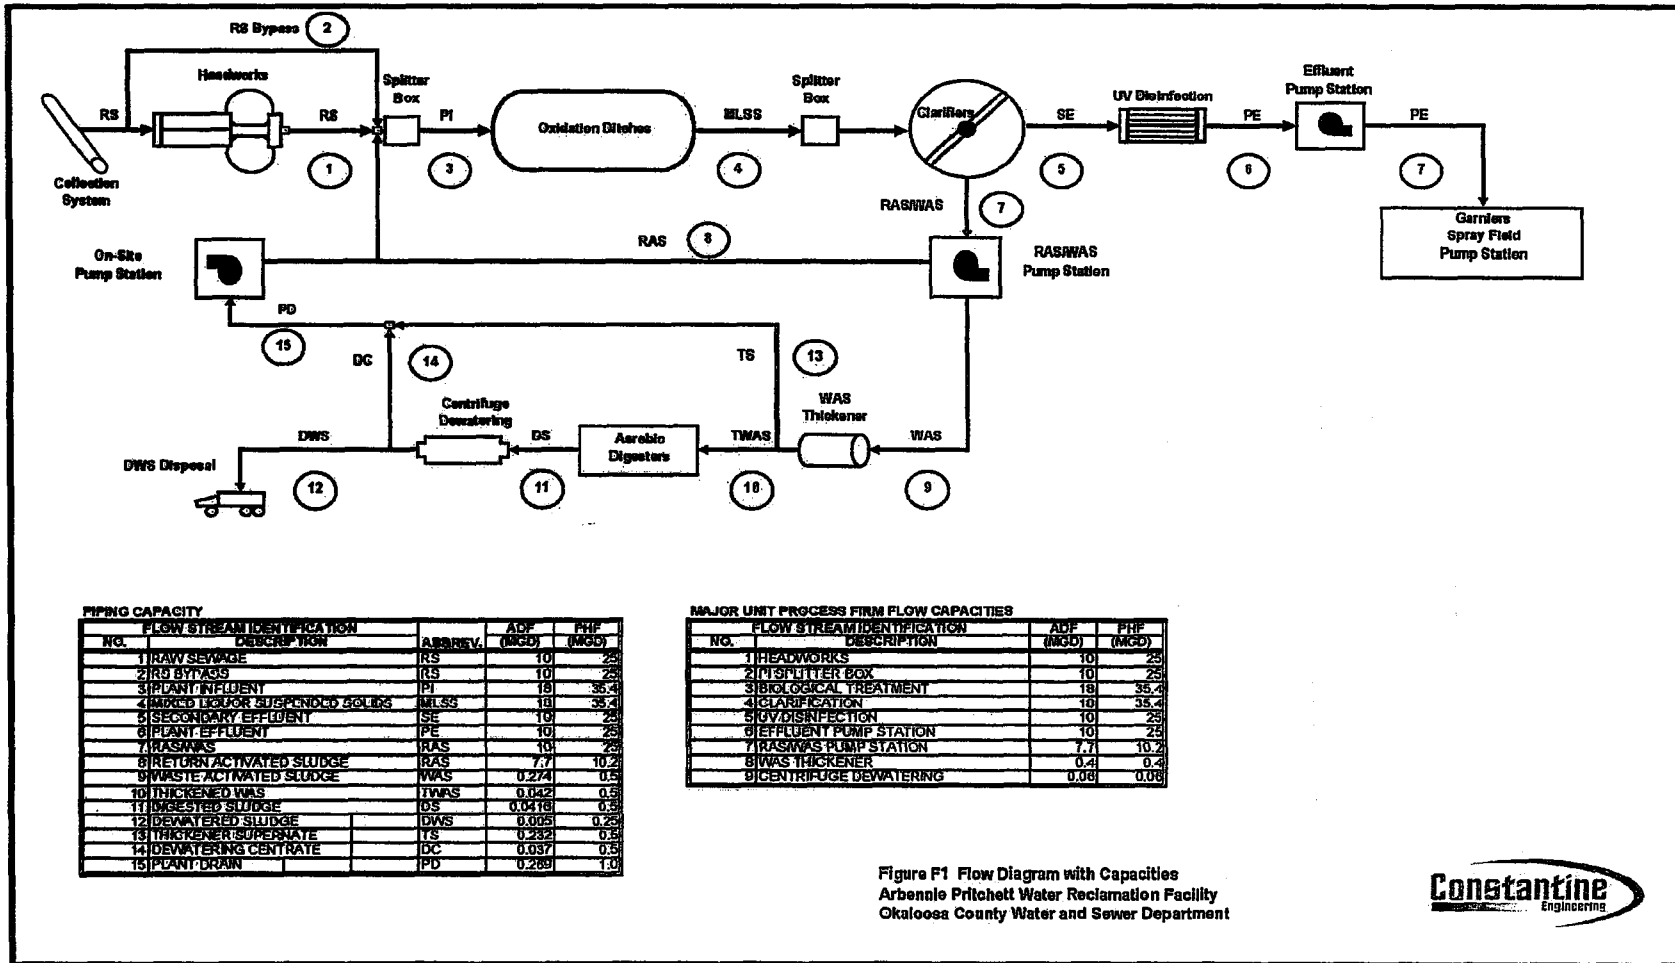 RS Bypass 2
Headworks
Splitter
Box
RS
RS
PI
1
3
Collection
System
Oxidation Ditches
MLSS
4
Splitter
Box
Clarifiers
SE
5
UV Disinfection
PE
6
Effluent
Pump Station
PE
7
Garniers
Spray Field
Pump Station
RAS/WAS 7
On-Site
Pump Station
RAS 8
RAS/WAS
Pump Station
PD
15
DC 14
TS 13
Centrifuge
Dewatering
WAS
Thickener
DWS
DS
Aerobic
Digesters
TWAS
WAS
DWS Disposal
12
11
10
9
PIPING CAPACITY
FLOW STREAM IDENTIFICATION ADF PHF
NO. DESCRIPTION ABBREV. (MGD) (MGD)
1 RAW SEWAGE RS 10 25
2 RS BYPASS RS 10 25
3 PLANT INFLUENT PI 18 35.4
4 MIXED LIQUOR SUSPENDED SOLIDS MLSS 18 35.4
5 SECONDARY EFFLUENT SE 10 25
6 PLANT EFFLUENT PE 10 25
7 RAS/WAS RAS 10 25
8 RETURN ACTIVATED SLUDGE RAS 7.7 10.2
9 WASTE ACTIVATED SLUDGE WAS 0.274 0.5
10 THICKENED WAS TWAS 0.042 0.5
11 DIGESTED SLUDGE DS 0.0416 0.5
12 DEWATERED SLUDGE DWS 0.005 0.25
13 THICKENER SUPERNATE TS 0.232 0.5
14 DEWATERING CENTRATE DC 0.037 0.5
15 PLANT DRAIN PD 0.269 1.0
MAJOR UNIT PROCESS FIRM FLOW CAPACITIES
FLOW STREAM IDENTIFICATION ADF PHF
NO. DESCRIPTION (MGD) (MGD)
1 HEADWORKS 10 25
2 PI SPLITTER BOX 10 25
3 BIOLOGICAL TREATMENT 18 35.4
4 CLARIFICATION 18 35.4
5 UV DISINFECTION 10 25
6 EFFLUENT PUMP STATION 10 25
7 RAS/WAS PUMP STATION 7.7 10.2
8 WAS THICKENER 0.4 0.4
9 CENTRIFUGE DEWATERING 0.06 0.06
Figure F1 Flow Diagram with Capacities
Arbennie Pritchett Water Reclamation Facility
Okaloosa County Water and Sewer Department
Constantine
Engineering